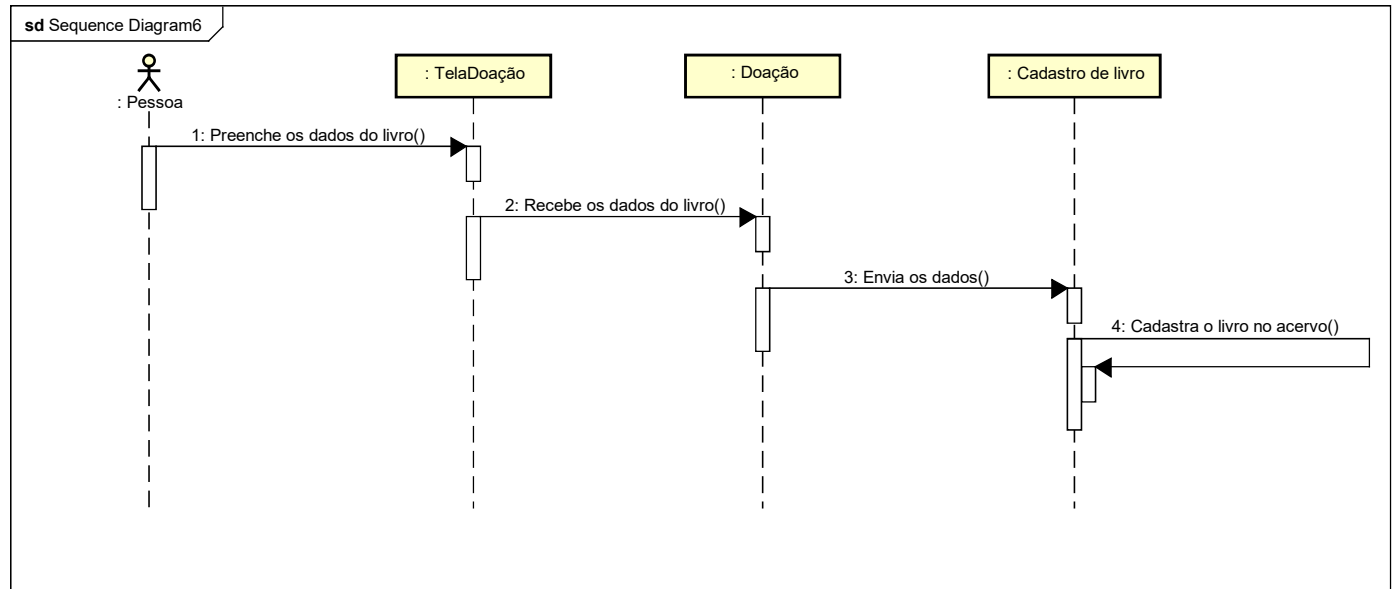 sd Sequence Diagram6
: Pessoa
: TelaDoação
: Doação
: Cadastro de livro
1: Preenche os dados do livro()
2: Recebe os dados do livro()
3: Envia os dados()
4: Cadastra o livro no acervo()